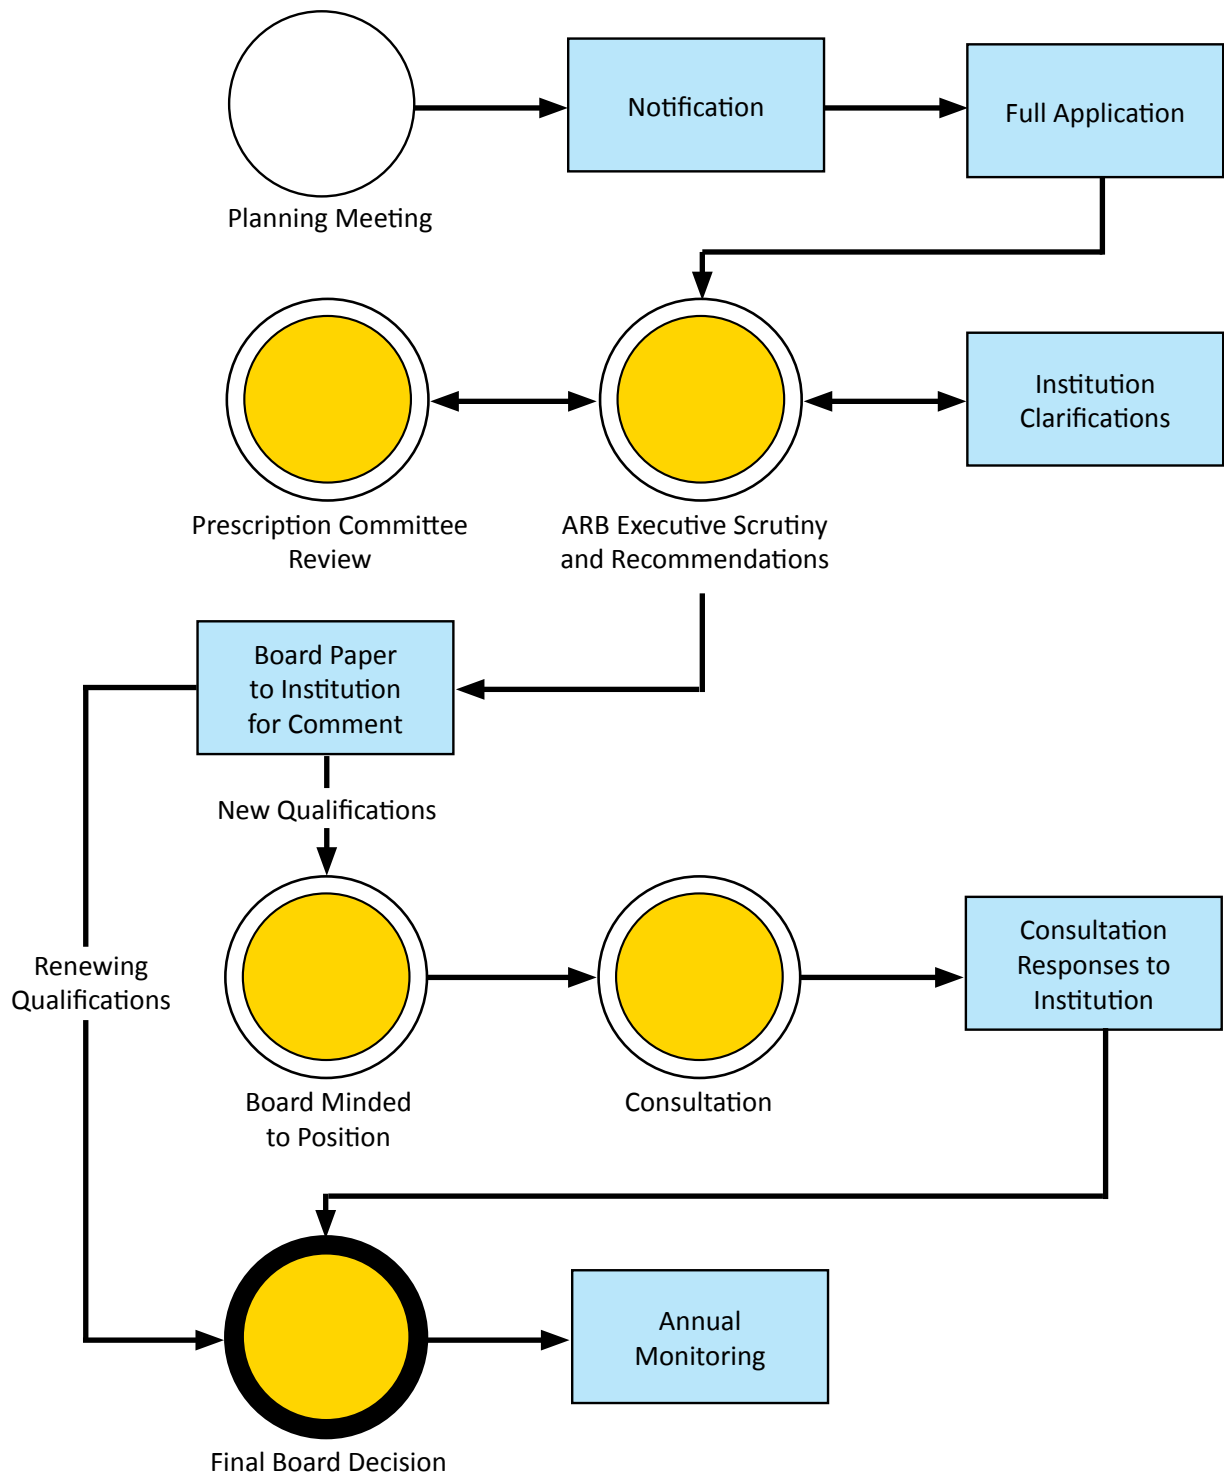 Notification
Full Application
Planning Meeting
Institution
Clarifications
Prescription Committee
Review
ARB Executive Scrutiny
and Recommendations
Board Paper
to Institution
for Comment
New Qualifications
Renewing
Qualifications
Consultation
Responses to
Institution
Board Minded
to Position
Consultation
Annual
Monitoring
Final Board Decision